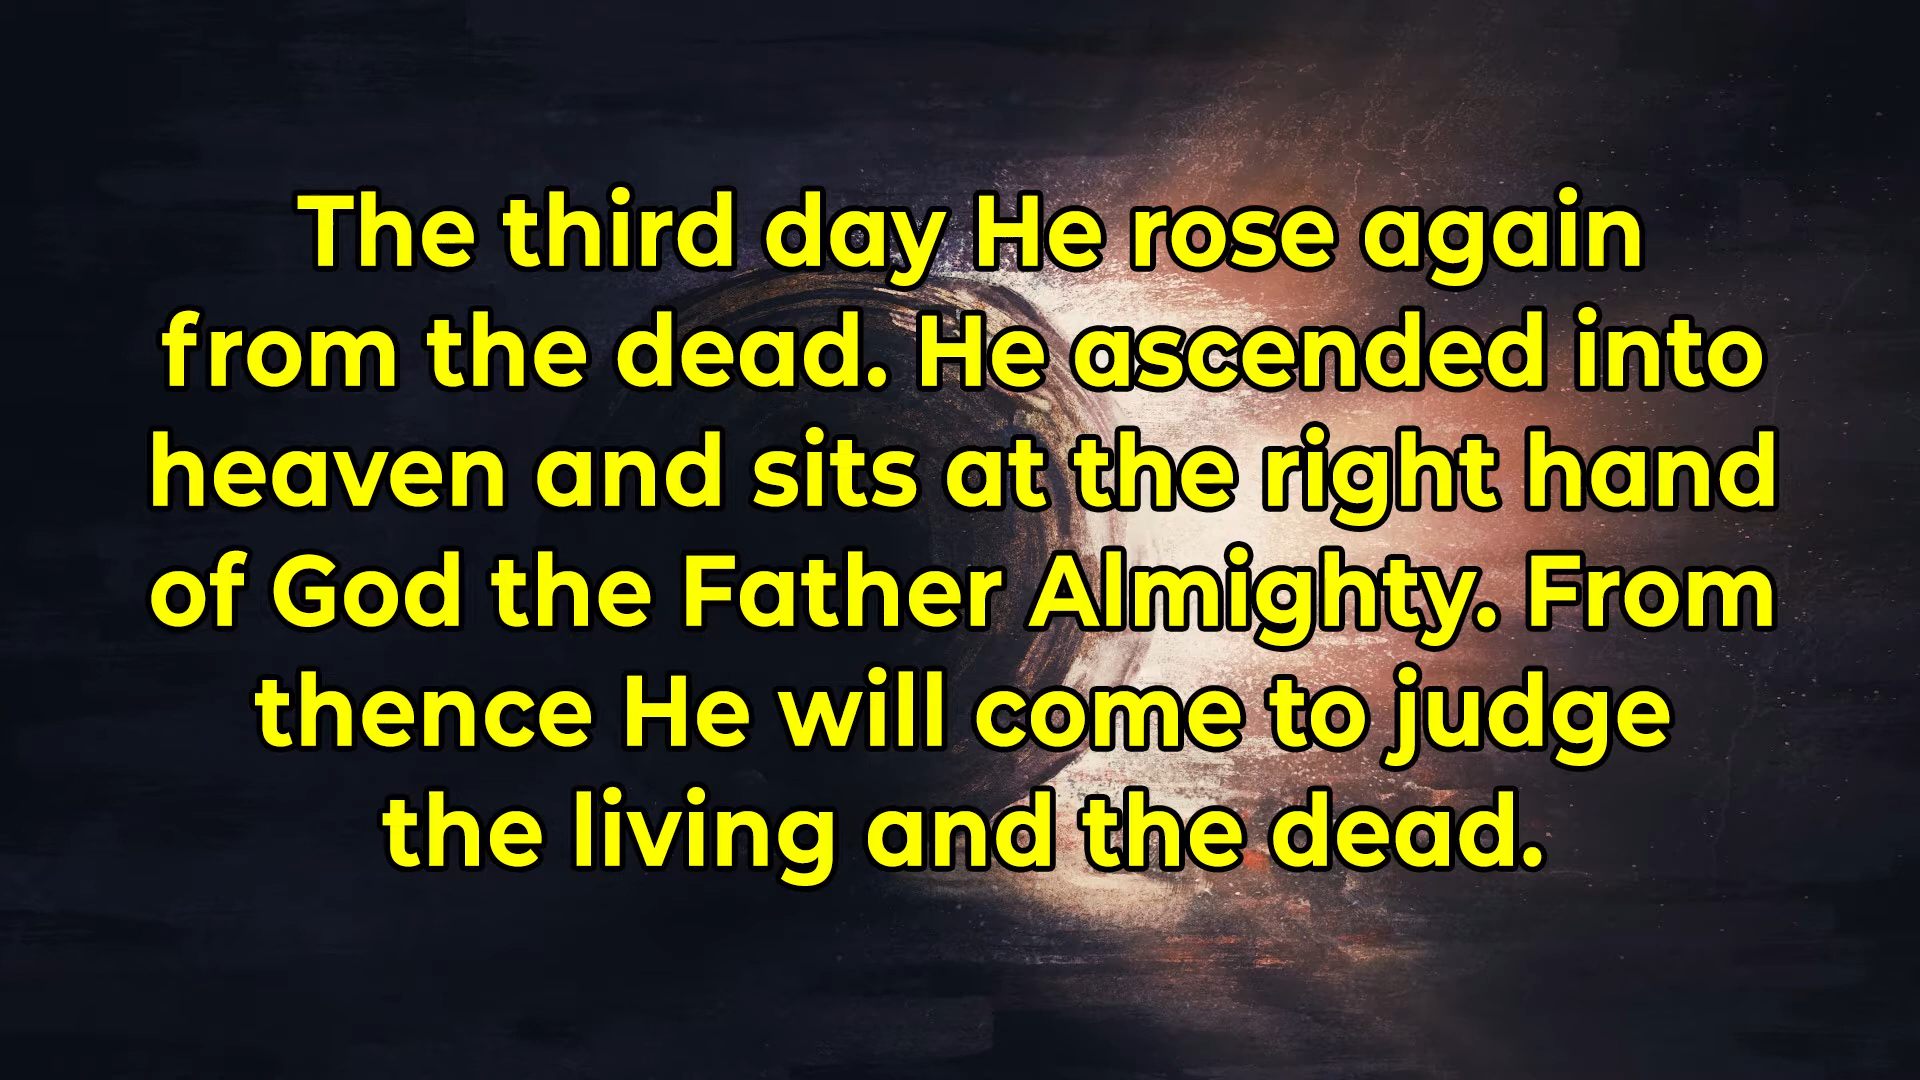 The third day He rose again
from the dead. He ascended into
heaven and sits at the right hand
of God the Father Almighty. From
thence He will come to judge
the living and the dead.